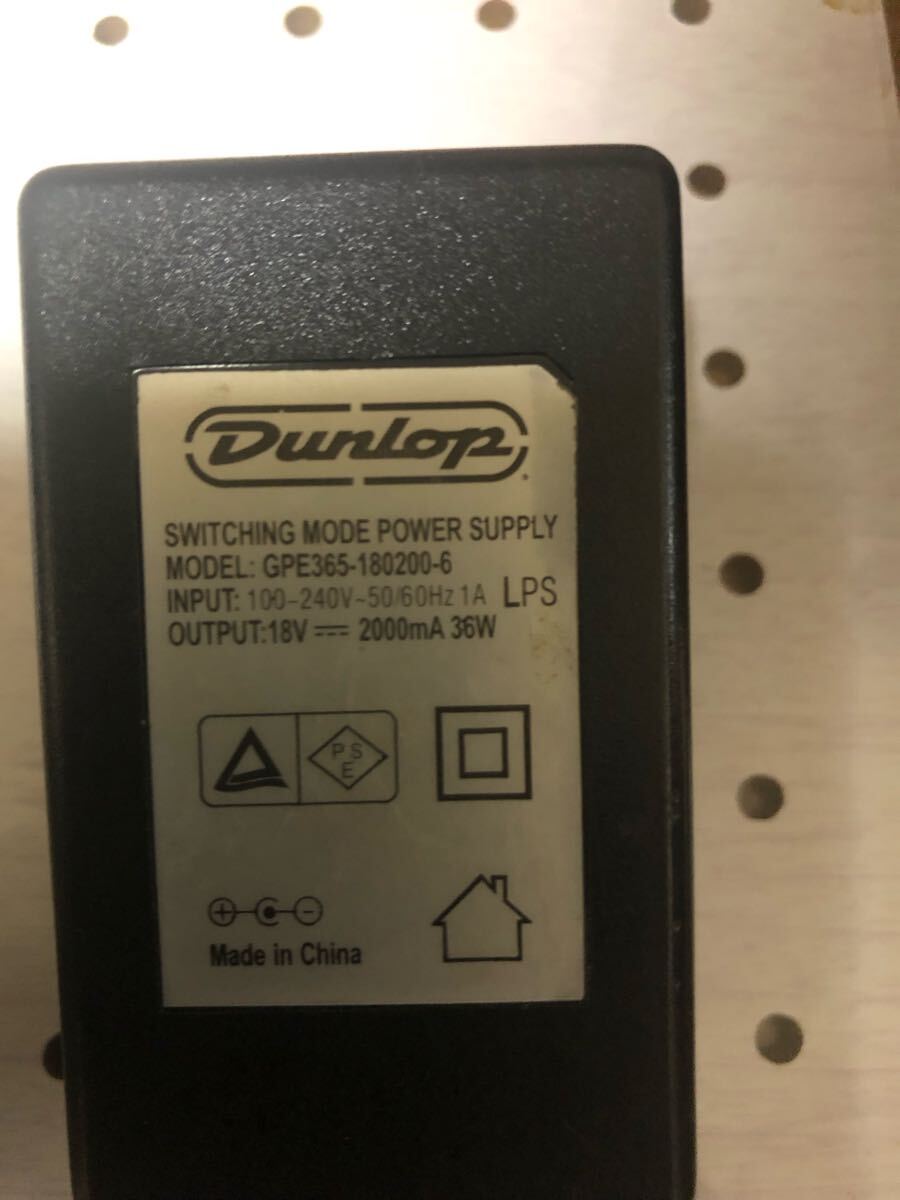 Dunlop
SWITCHING MODE POWER SUPPLY
MODEL: GPE365-180200-6
INPUT: 100-240V~50/60Hz 1A LPS
OUTPUT:18V ⎓ 2000mA 36W
PSE
Made in China